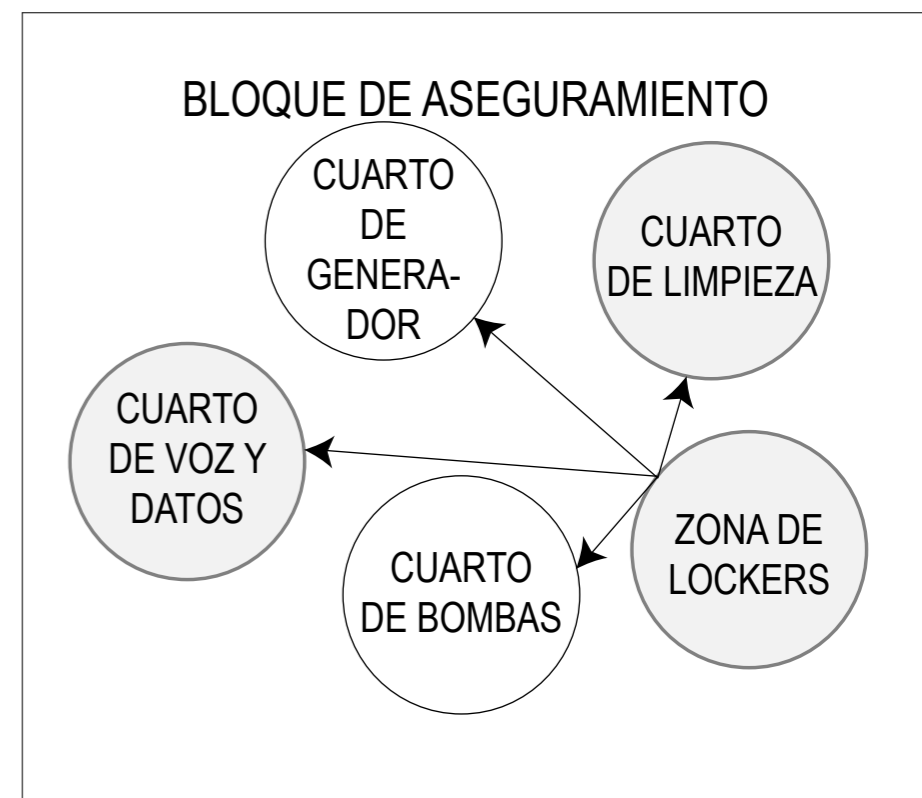 BLOQUE DE ASEGURAMIENTO
CUARTO
DE
GENERA-
DOR
CUARTO
DE LIMPIEZA
CUARTO
DE VOZ Y
DATOS
CUARTO
DE BOMBAS
ZONA DE
LOCKERS